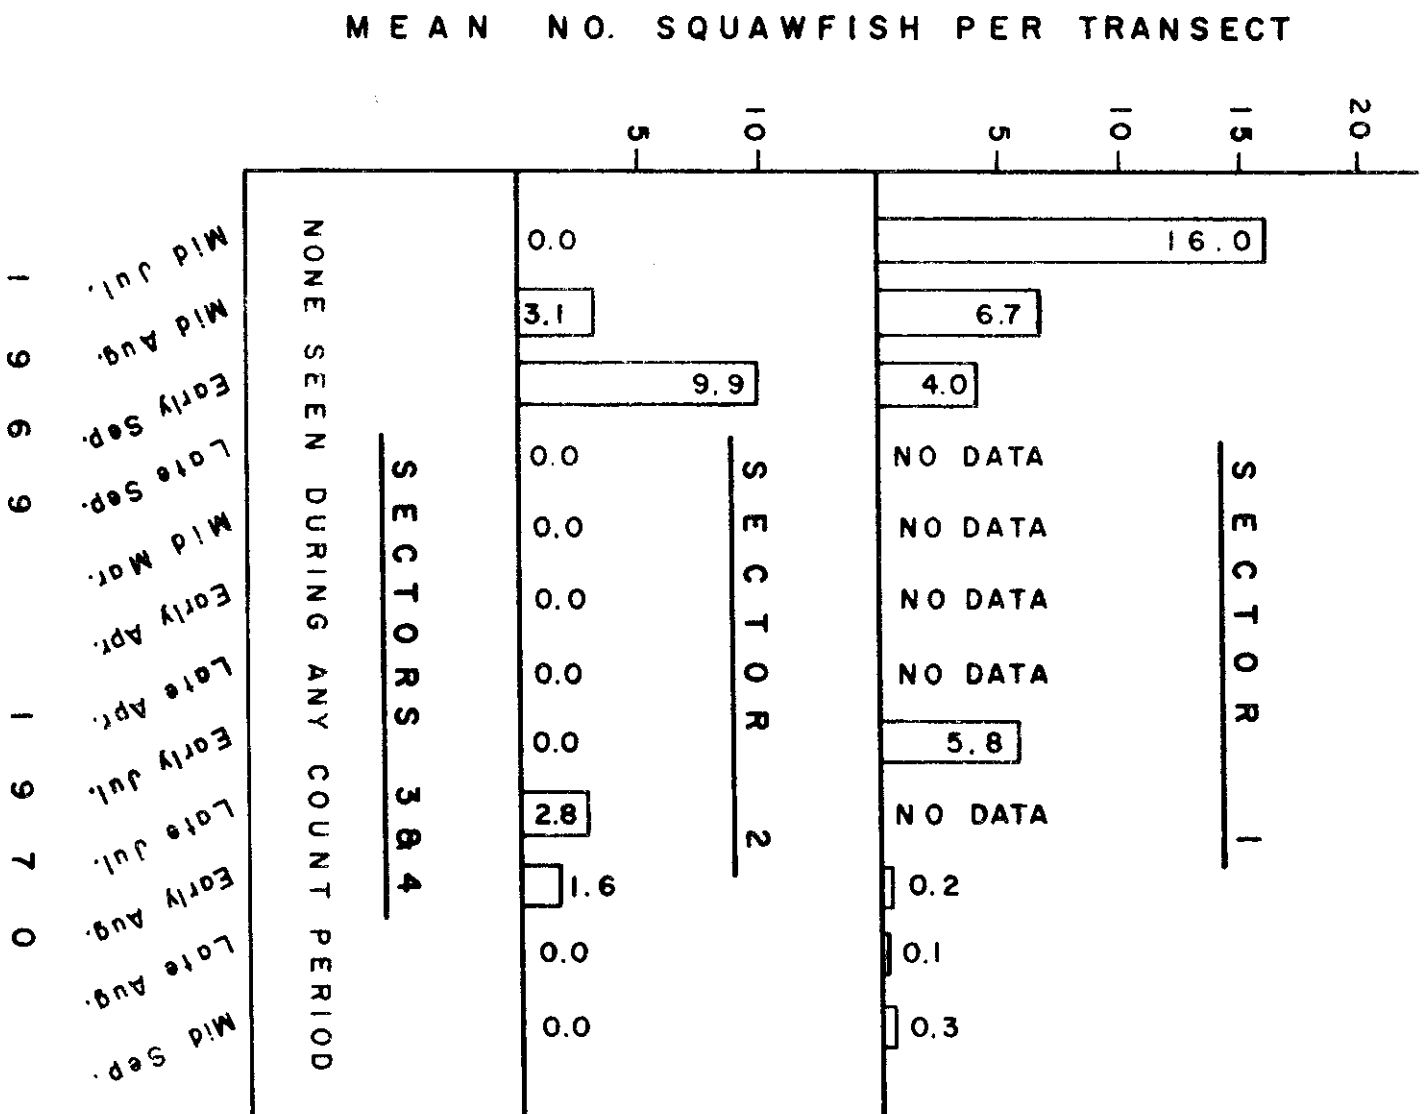 MEAN NO. SQUAWFISH PER TRANSECT
5
10
5
10
15
20
SECTOR 1
16.0
6.7
4.0
NO DATA
NO DATA
NO DATA
NO DATA
5.8
NO DATA
0.2
0.1
0.3
SECTOR 2
0.0
3.1
9.9
0.0
0.0
0.0
0.0
0.0
2.8
1.6
0.0
0.0
SECTORS 3&4
NONE SEEN DURING ANY COUNT PERIOD
Mid Jul.
Mid Aug.
Early Sep.
Late Sep.
Mid Mar.
Early Apr.
Late Apr.
Early Jul.
Late Jul.
Early Aug.
Late Aug.
Mid Sep.
1969
1970